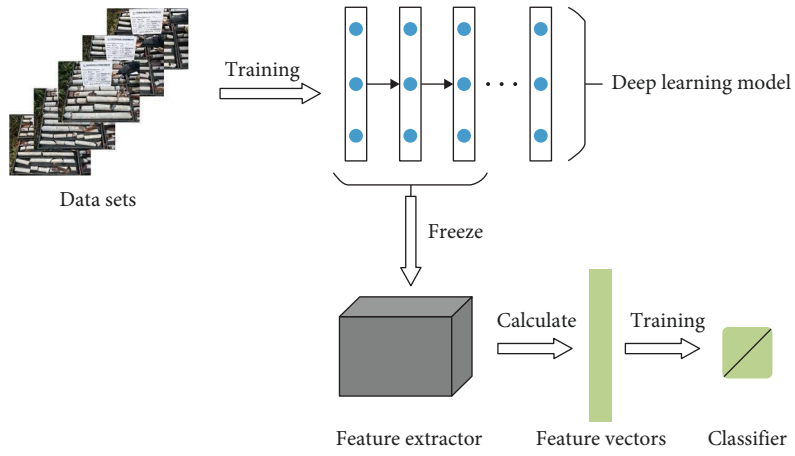 Training
Deep learning model
Data sets
Freeze
Calculate
Training
Feature extractor
Feature vectors
Classifier